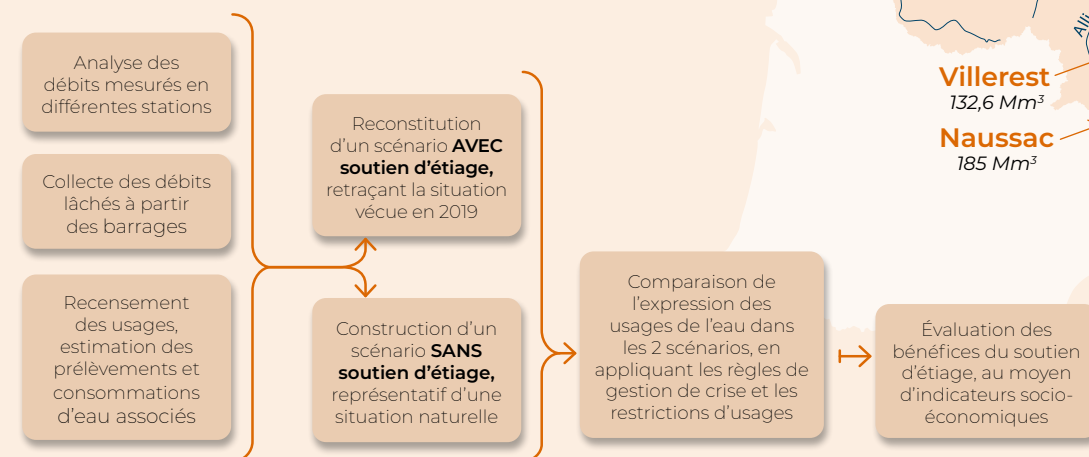 Analyse des
débits mesurés en
différentes stations
Collecte des débits
lâchés à partir
des barrages
Recensement
des usages,
estimation des
prélèvements et
consommations
d'eau associés
Reconstitution
d'un scénario AVEC
soutien d'étiage,
retraçant la situation
vécue en 2019
Construction d'un
scénario SANS
soutien d'étiage,
représentatif d'une
situation naturelle
Comparaison de
l'expression des
usages de l'eau dans
les 2 scénarios, en
appliquant les règles de
gestion de crise et les
restrictions d'usages
Évaluation des
bénéfices du soutien
d'étiage, au moyen
d'indicateurs socio-
économiques
Villerest
132,6 Mm³
Naussac
185 Mm³